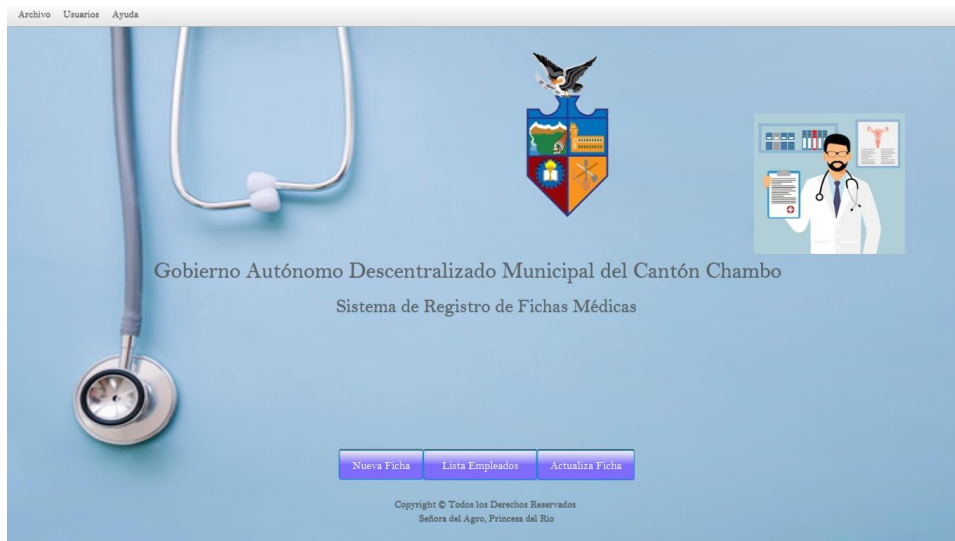 Archivo Usuarios Ayuda
Gobierno Autónomo Descentralizado Municipal del Cantón Chambo
Sistema de Registro de Fichas Médicas
Nueva Ficha Lista Empleados Actualiza Ficha
Copyright © Todos los Derechos Reservados
Señora del Agro, Princesa del Rio